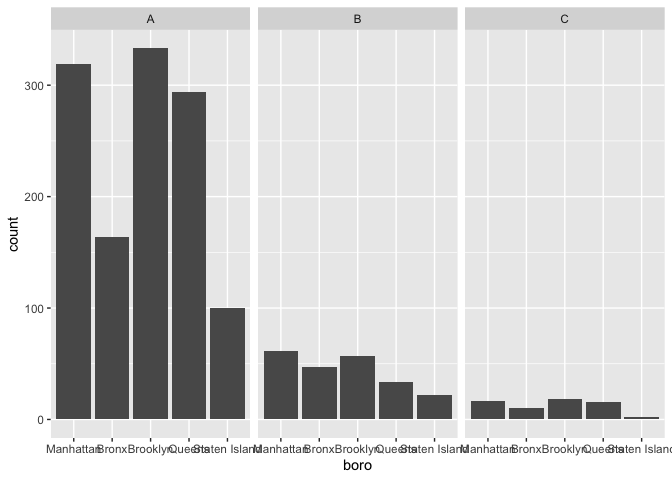 A B C
300
200
100
0
count
Manhattan Bronx Brooklyn Queens Staten Island Manhattan Bronx Brooklyn Queens Staten Island Manhattan Bronx Brooklyn Queens Staten Island
boro